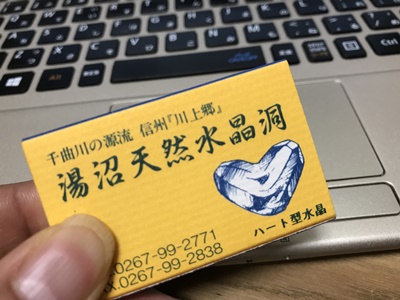 千曲川の源流 信州『川上郷』
湯沼天然水晶洞
ハート型水晶
.0267-99-2771
.0267-99-2838